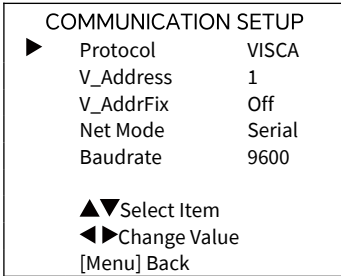 COMMUNICATION SETUP
▶ Protocol VISCA
V_Address 1
V_AddrFix Off
Net Mode Serial
Baudrate 9600
▲▼Select Item
◀▶Change Value
[Menu] Back